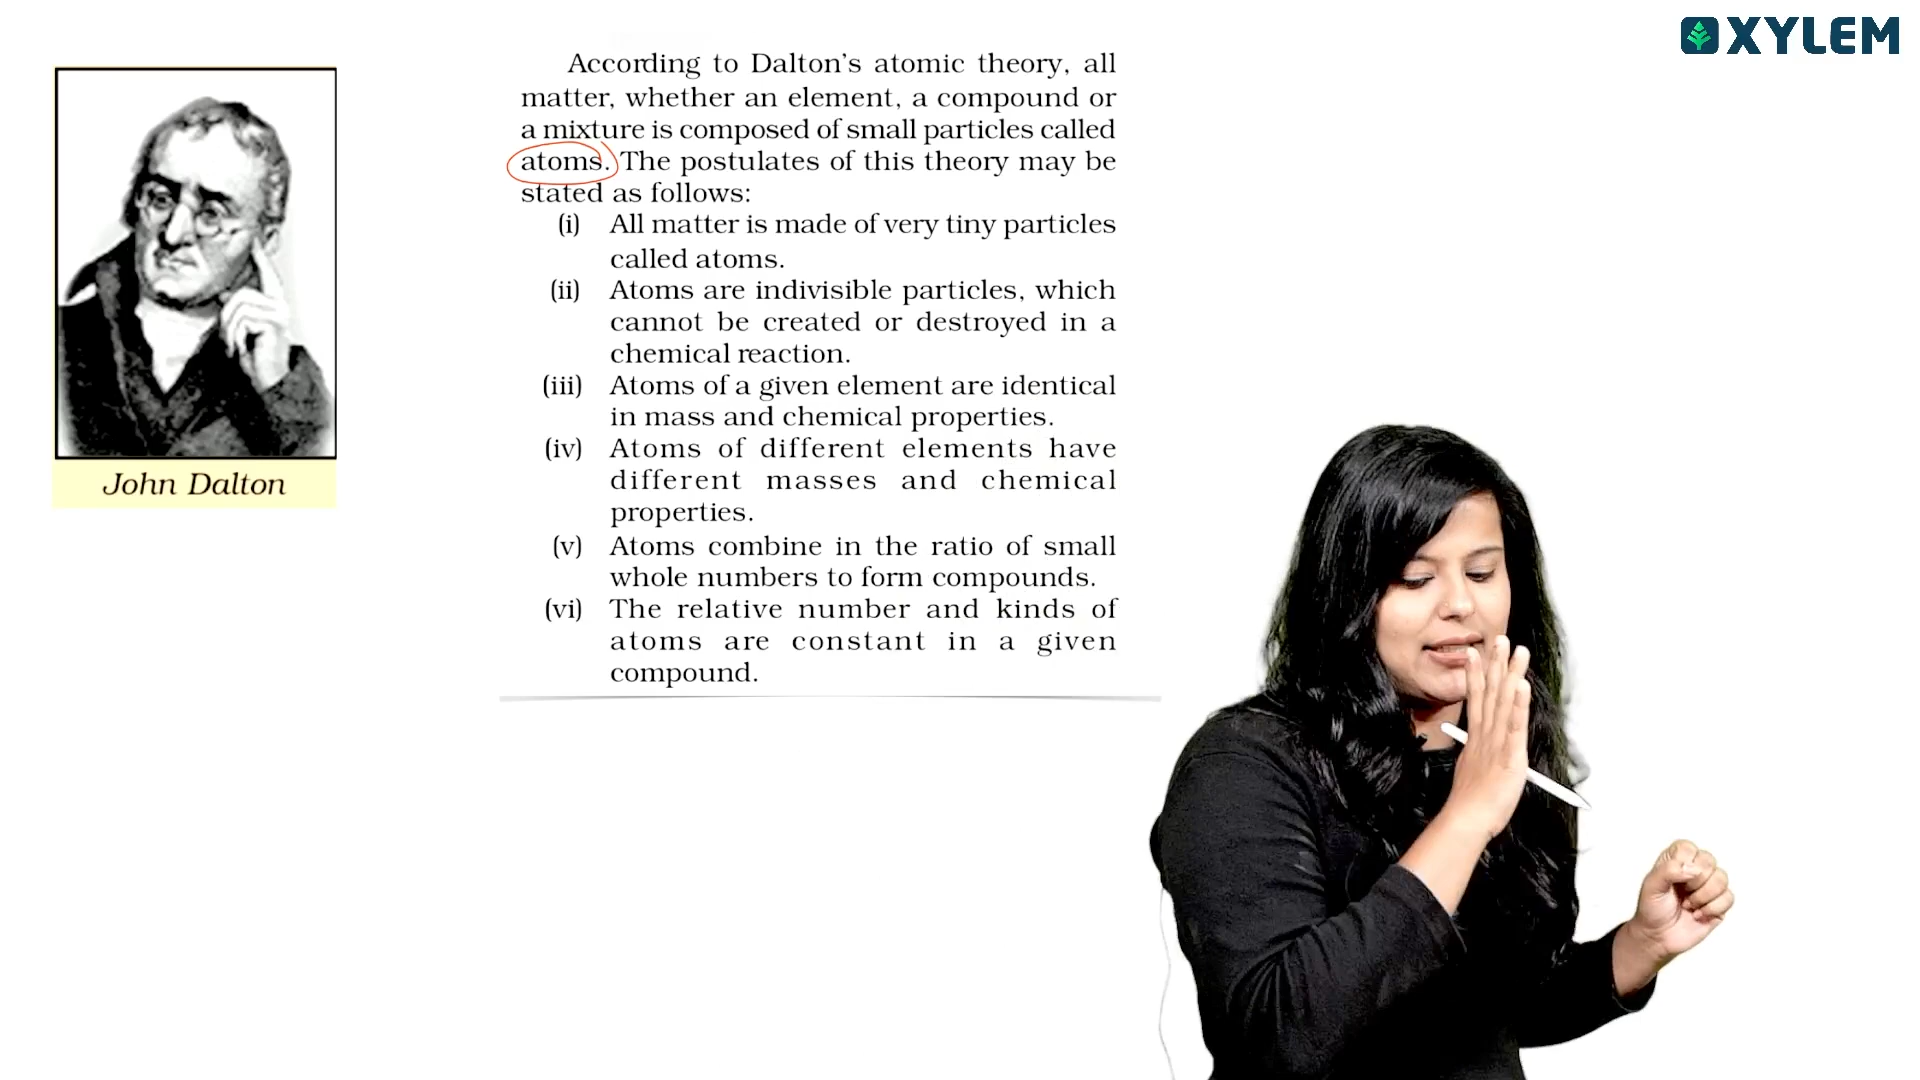 XYLEM
According to Dalton’s atomic theory, all
matter, whether an element, a compound or
a mixture is composed of small particles called
atoms. The postulates of this theory may be
stated as follows:
(i) All matter is made of very tiny particles
called atoms.
(ii) Atoms are indivisible particles, which
cannot be created or destroyed in a
chemical reaction.
(iii) Atoms of a given element are identical
in mass and chemical properties.
(iv) Atoms of different elements have
different masses and chemical
properties.
(v) Atoms combine in the ratio of small
whole numbers to form compounds.
(vi) The relative number and kinds of
atoms are constant in a given
compound.
John Dalton